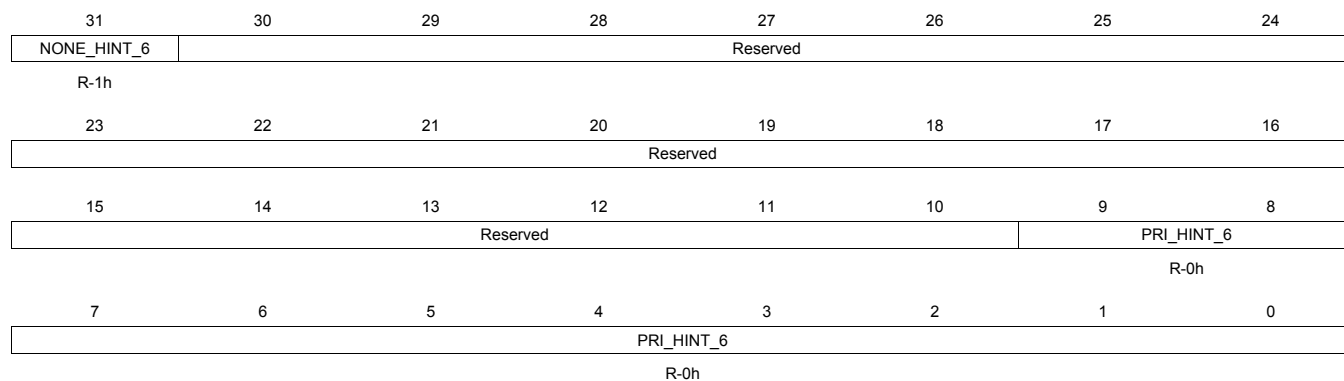 31 30 29 28 27 26 25 24
NONE_HINT_6 Reserved
R-1h
23 22 21 20 19 18 17 16
Reserved
15 14 13 12 11 10 9 8
Reserved PRI_HINT_6
R-0h
7 6 5 4 3 2 1 0
PRI_HINT_6
R-0h